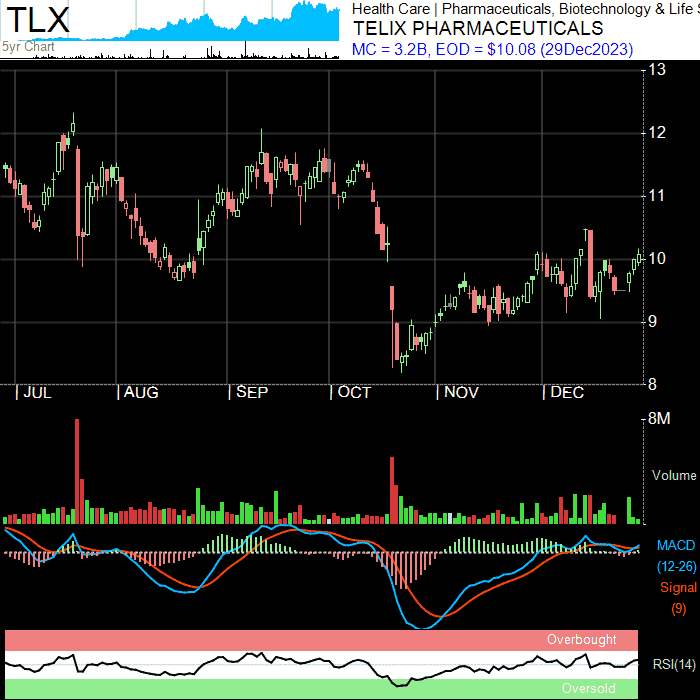 TLX
5yr Chart
Health Care | Pharmaceuticals, Biotechnology & Life S
TELIX PHARMACEUTICALS
MC = 3.2B, EOD = $10.08 (29Dec2023)
13
12
11
10
9
8
JUL
AUG
SEP
OCT
NOV
DEC
8M
Volume
MACD
(12-26)
Signal
(9)
Overbought
RSI(14)
Oversold